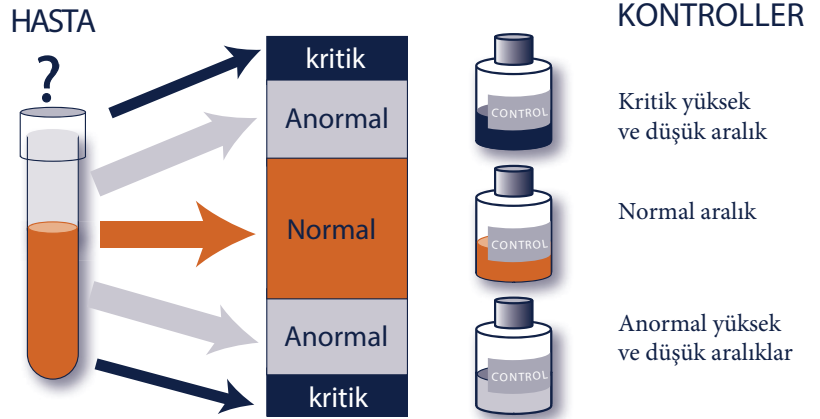 HASTA
?
kritik
Anormal
Normal
Anormal
kritik
KONTROLLER
CONTROL
Kritik yüksek
ve düşük aralık
CONTROL
Normal aralık
CONTROL
Anormal yüksek
ve düşük aralıklar